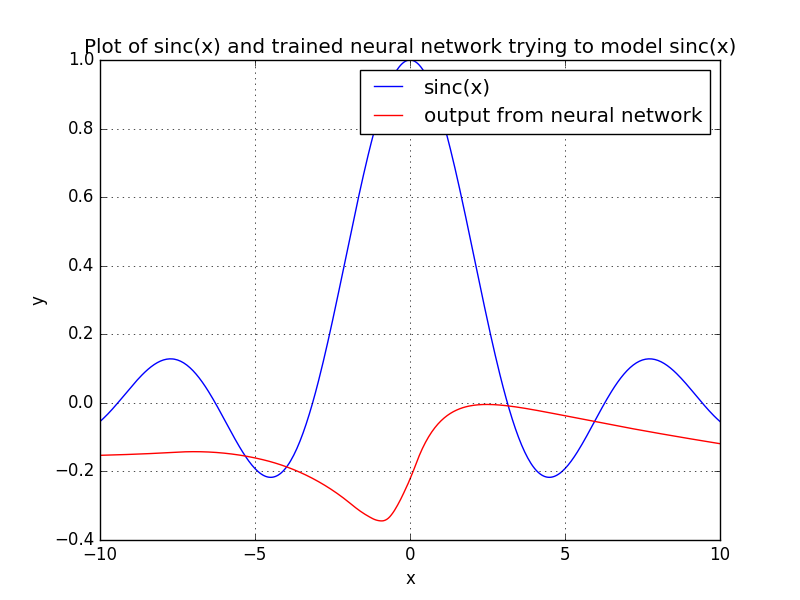 Plot of sinc(x) and trained neural network trying to model sinc(x)
sinc(x)
output from neural network
1.0
0.8
0.6
0.4
0.2
0.0
−0.2
−0.4
y
−10 −5 0 5 10
x